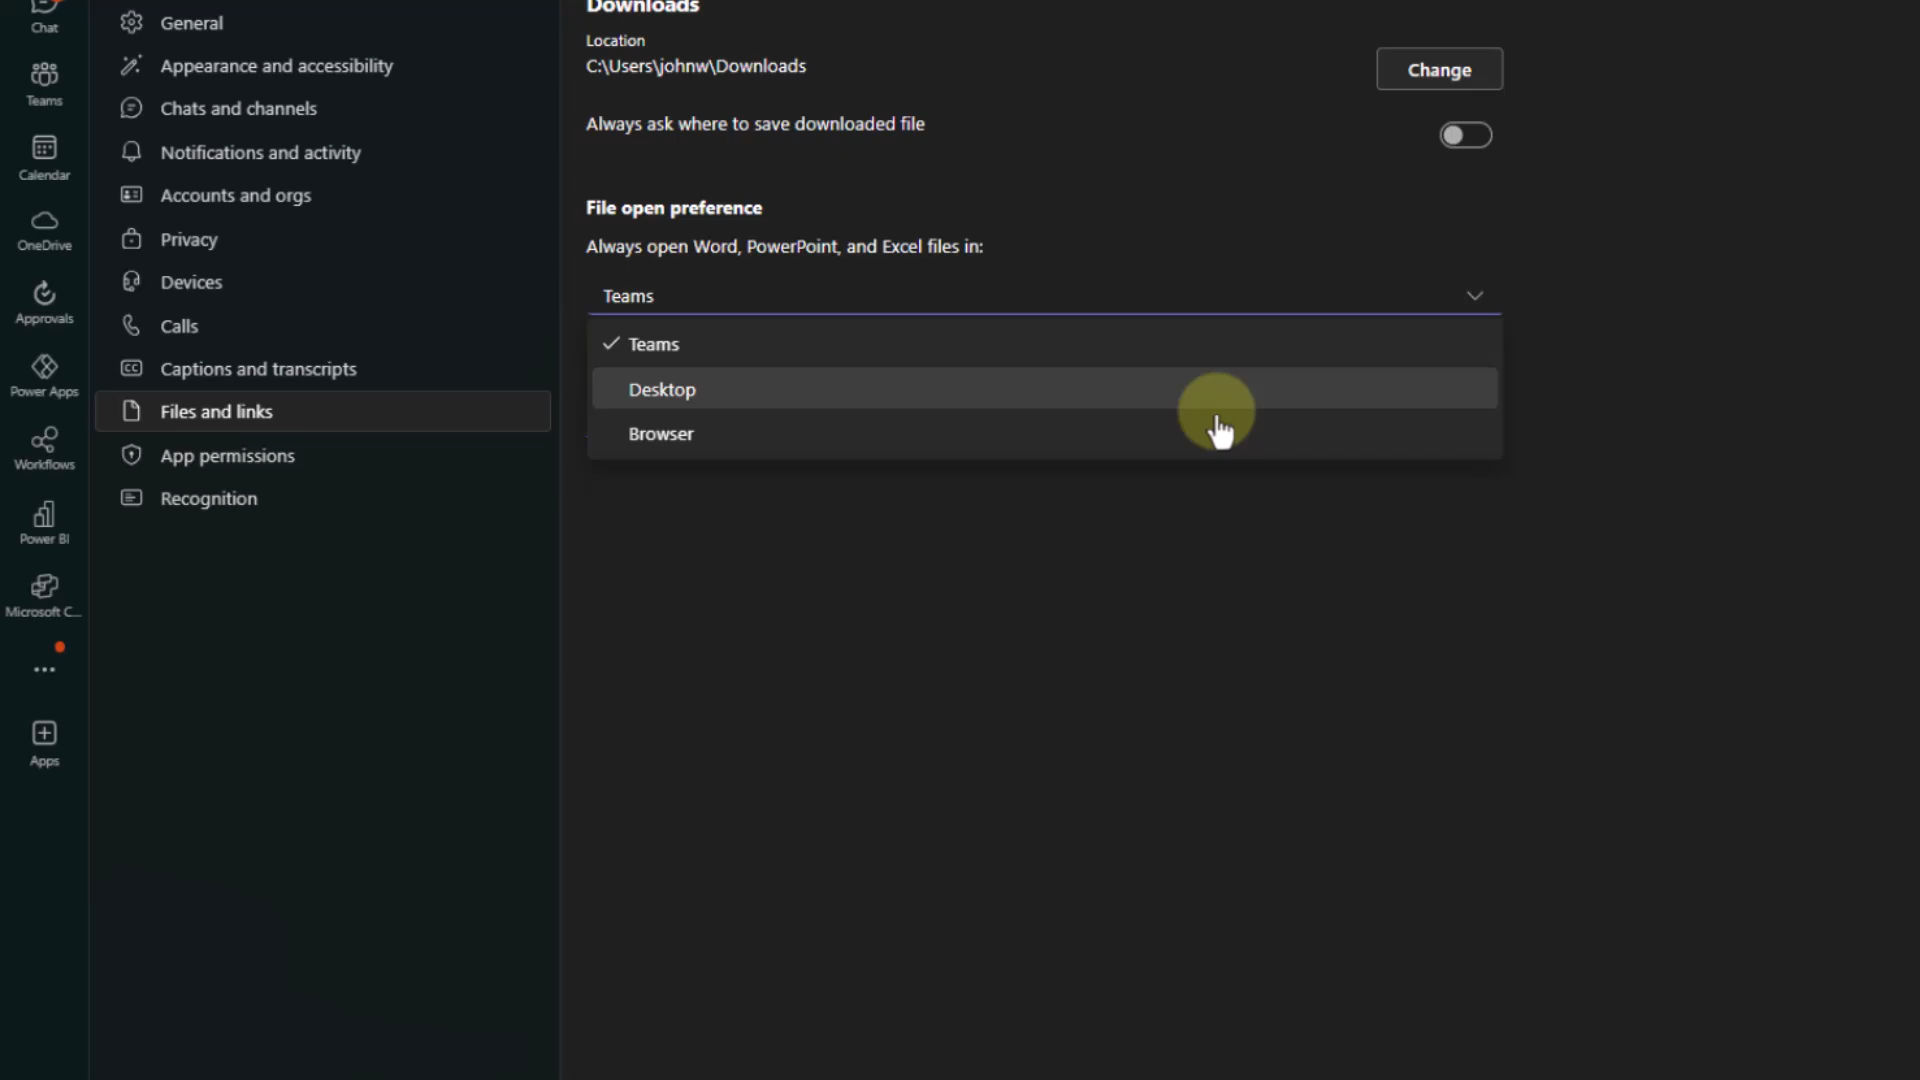 Chat
Teams
Calendar
OneDrive
Approvals
Power Apps
Workflows
Power BI
Microsoft C...
Apps
General
Appearance and accessibility
Chats and channels
Notifications and activity
Accounts and orgs
Privacy
Devices
Calls
Captions and transcripts
Files and links
App permissions
Recognition
Downloads
Location
C:\Users\johnw\Downloads
Change
Always ask where to save downloaded file
File open preference
Always open Word, PowerPoint, and Excel files in:
Teams
Teams
Desktop
Browser